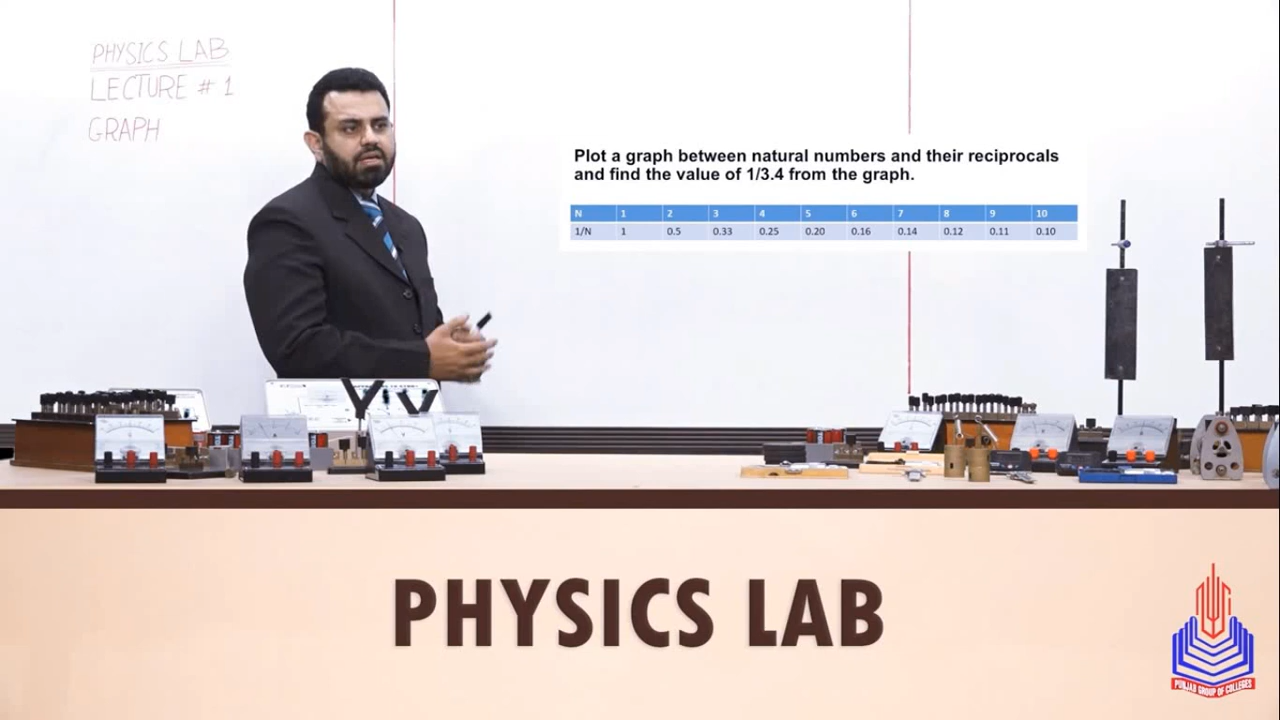 PHYSICS LAB
LECTURE # 1
GRAPH
Plot a graph between natural numbers and their reciprocals
and find the value of 1/3.4 from the graph.
N 1 2 3 4 5 6 7 8 9 10
1/N 1 0.5 0.33 0.25 0.20 0.16 0.14 0.12 0.11 0.10
PHYSICS LAB
PUNJAB GROUP OF COLLEGES